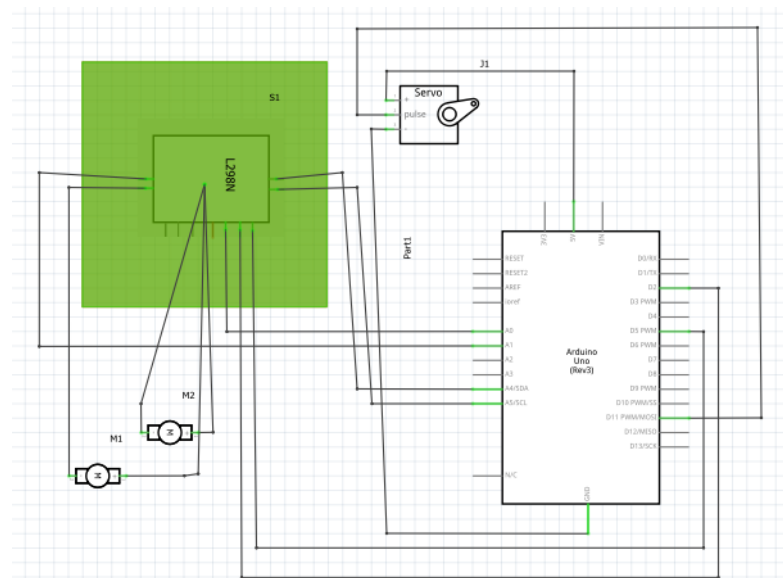 J1
S1
Servo
+
pulse
-
L298N
Part1
3V3
5V
VIN
RESET
RESET2
AREF
ioref
A0
A1
A2
A3
A4/SDA
A5/SCL
N/C
D0/RX
D1/TX
D2
D3 PWM
D4
D5 PWM
D6 PWM
D7
D8
D9 PWM
D10 PWM/SS
D11 PWM/MOSI
D12/MISO
D13/SCK
Arduino
Uno
(Rev3)
GND
M2
M
M1
M